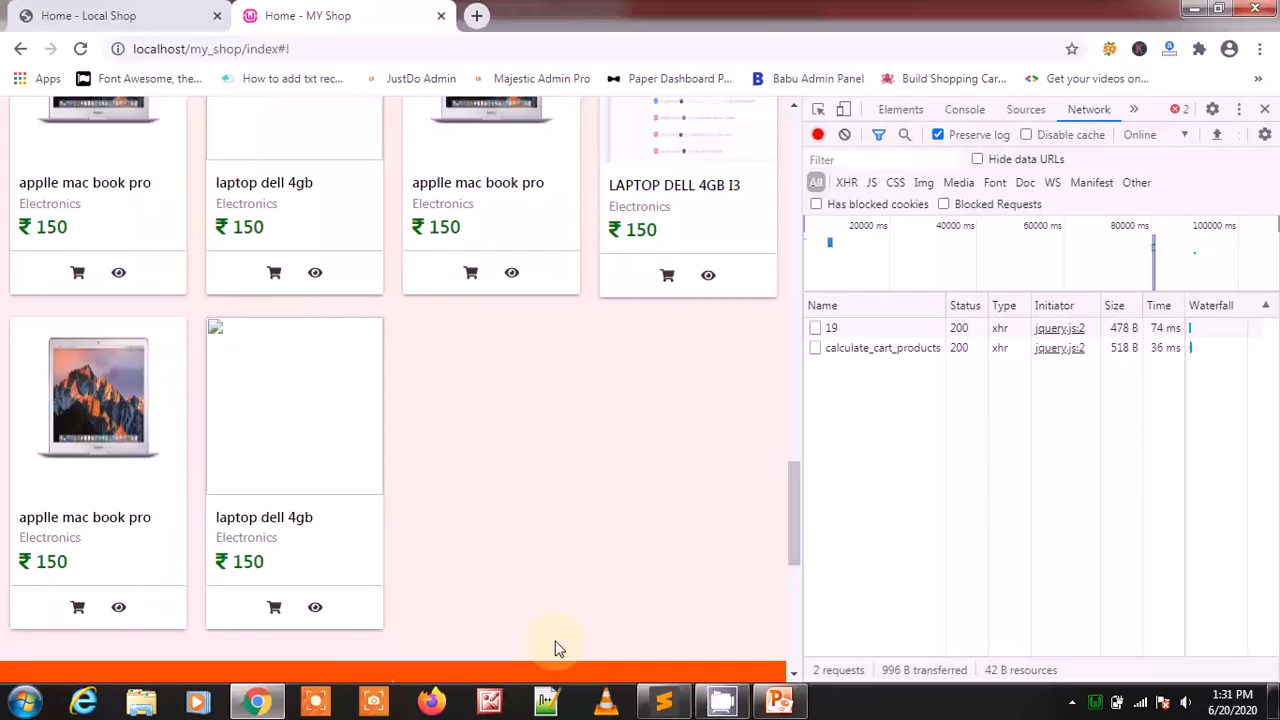 Home - Local Shop
Home - MY Shop
localhost/my_shop/index#!
Apps
Font Awesome, the...
How to add txt rec...
JustDo Admin
Majestic Admin Pro
Paper Dashboard P...
Babu Admin Panel
Build Shopping Car...
Get your videos on...
»
Elements Console Sources Network » 2
Preserve log Disable cache Online
Filter Hide data URLs
All XHR JS CSS Img Media Font Doc WS Manifest Other
Has blocked cookies Blocked Requests
20000 ms 40000 ms 60000 ms 80000 ms 100000 ms
Name Status Type Initiator Size Time Waterfall
19 200 xhr jquery.js:2 478 B 74 ms
calculate_cart_products 200 xhr jquery.js:2 518 B 36 ms
2 requests 996 B transferred 42 B resources
applle mac book pro
Electronics
₹ 150
laptop dell 4gb
Electronics
₹ 150
applle mac book pro
Electronics
₹ 150
LAPTOP DELL 4GB I3
Electronics
₹ 150
applle mac book pro
Electronics
₹ 150
laptop dell 4gb
Electronics
₹ 150
1:31 PM
6/20/2020